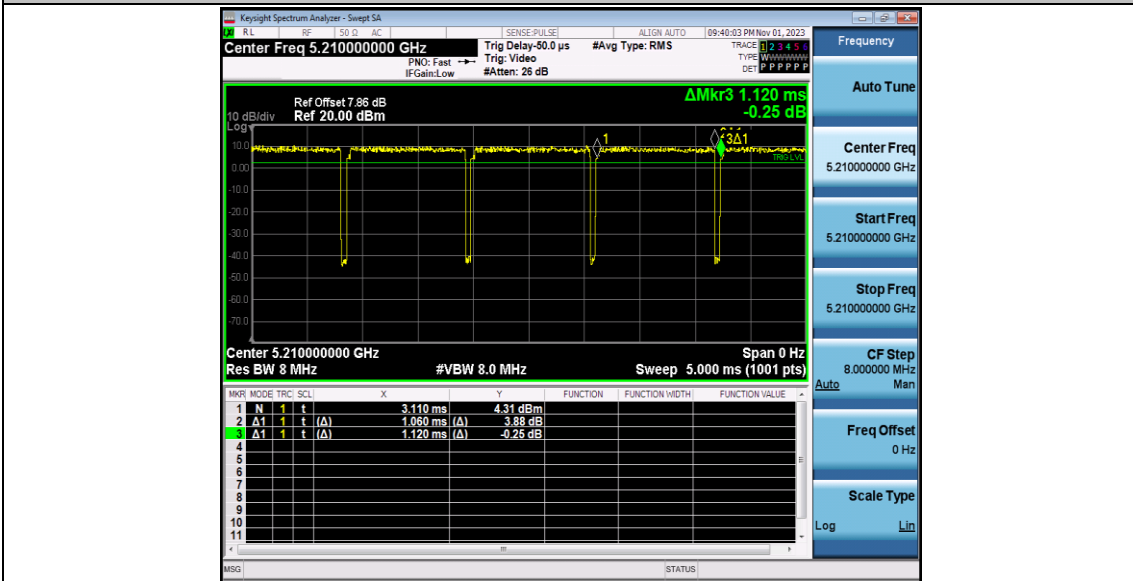 Keysight Spectrum Analyzer - Swept SA
RL RF 50 Ω AC SENSE:PULSE ALIGN AUTO 09:40:03 PM Nov 01, 2023
Center Freq 5.210000000 GHz
PNO: Fast
IFGain:Low
Trig Delay-50.0 µs
Trig: Video
#Atten: 26 dB
#Avg Type: RMS
TRACE 1 2 3 4 5 6
TYPE WWWWWW
DET P P P P P P
ΔMkr3 1.120 ms
-0.25 dB
Ref Offset 7.86 dB
10 dB/div Ref 20.00 dBm
Log
10.0
0.00
-10.0
-20.0
-30.0
-40.0
-50.0
-60.0
-70.0
1
3Δ1
TRIG LVL
Center 5.210000000 GHz Span 0 Hz
Res BW 8 MHz #VBW 8.0 MHz Sweep 5.000 ms (1001 pts)
MKR MODE TRC SCL X Y FUNCTION FUNCTION WIDTH FUNCTION VALUE
1 N 1 t 3.110 ms 4.31 dBm
2 Δ1 1 t (Δ) 1.060 ms (Δ) 3.88 dB
3 Δ1 1 t (Δ) 1.120 ms (Δ) -0.25 dB
4
5
6
7
8
9
10
11
MSG STATUS
Frequency
Auto Tune
Center Freq
5.210000000 GHz
Start Freq
5.210000000 GHz
Stop Freq
5.210000000 GHz
CF Step
8.000000 MHz
Auto Man
Freq Offset
0 Hz
Scale Type
Log Lin